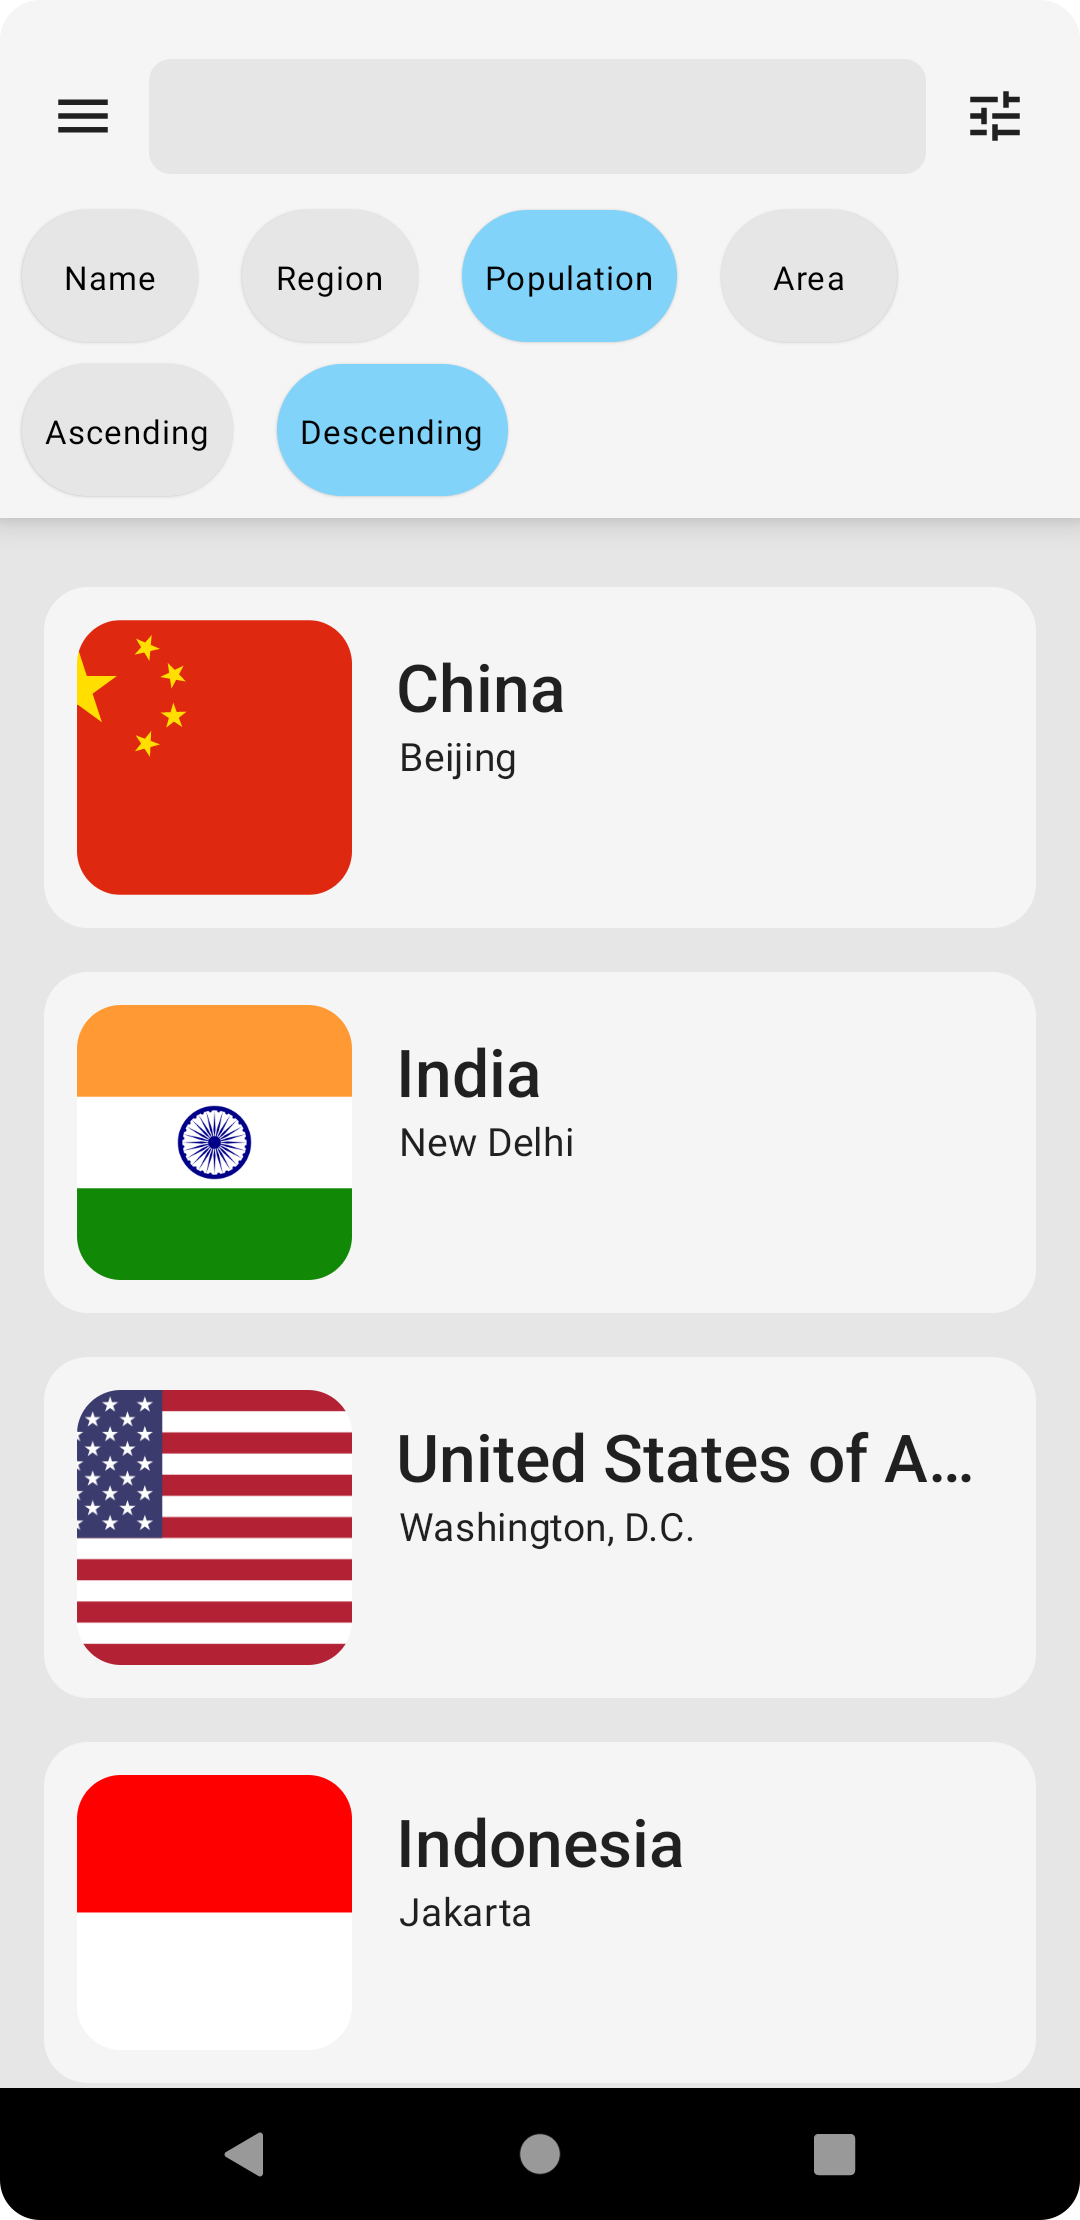 Name Region Population Area
Ascending Descending
China
Beijing
India
New Delhi
United States of A...
Washington, D.C.
Indonesia
Jakarta